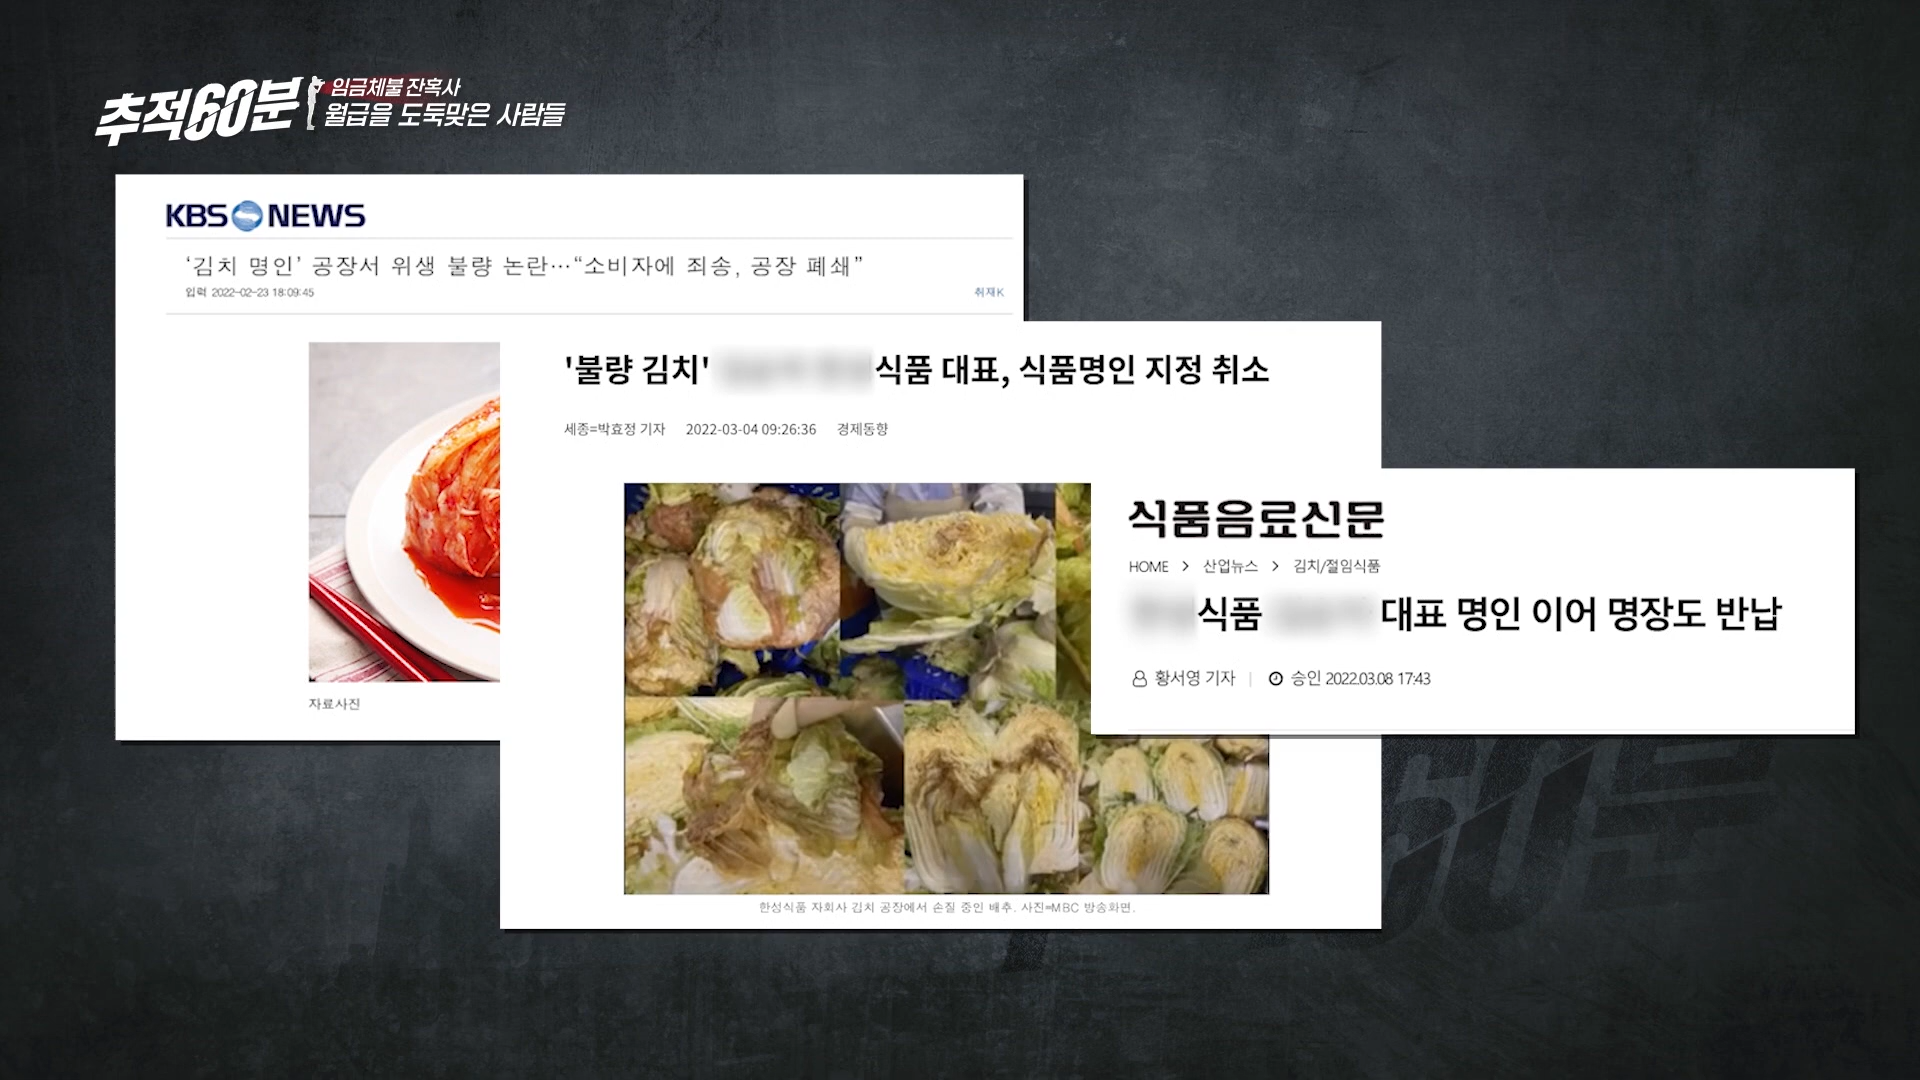 추적60분
임금체불 잔혹사
월급을 도둑맞은 사람들
KBS NEWS
‘김치 명인’ 공장서 위생 불량 논란…“소비자에 죄송, 공장 폐쇄”
입력 2022-02-23 18:09:45
취재K
자료사진
'불량 김치' 식품 대표, 식품명인 지정 취소
세종=박효정 기자 2022-03-04 09:26:36 경제동향
한성식품 자회사 김치 공장에서 손질 중인 배추. 사진=MBC 방송화면.
식품음료신문
HOME > 산업뉴스 > 김치/절임식품
식품 대표 명인 이어 명장도 반납
황서영 기자 | 승인 2022.03.08 17:43
60분